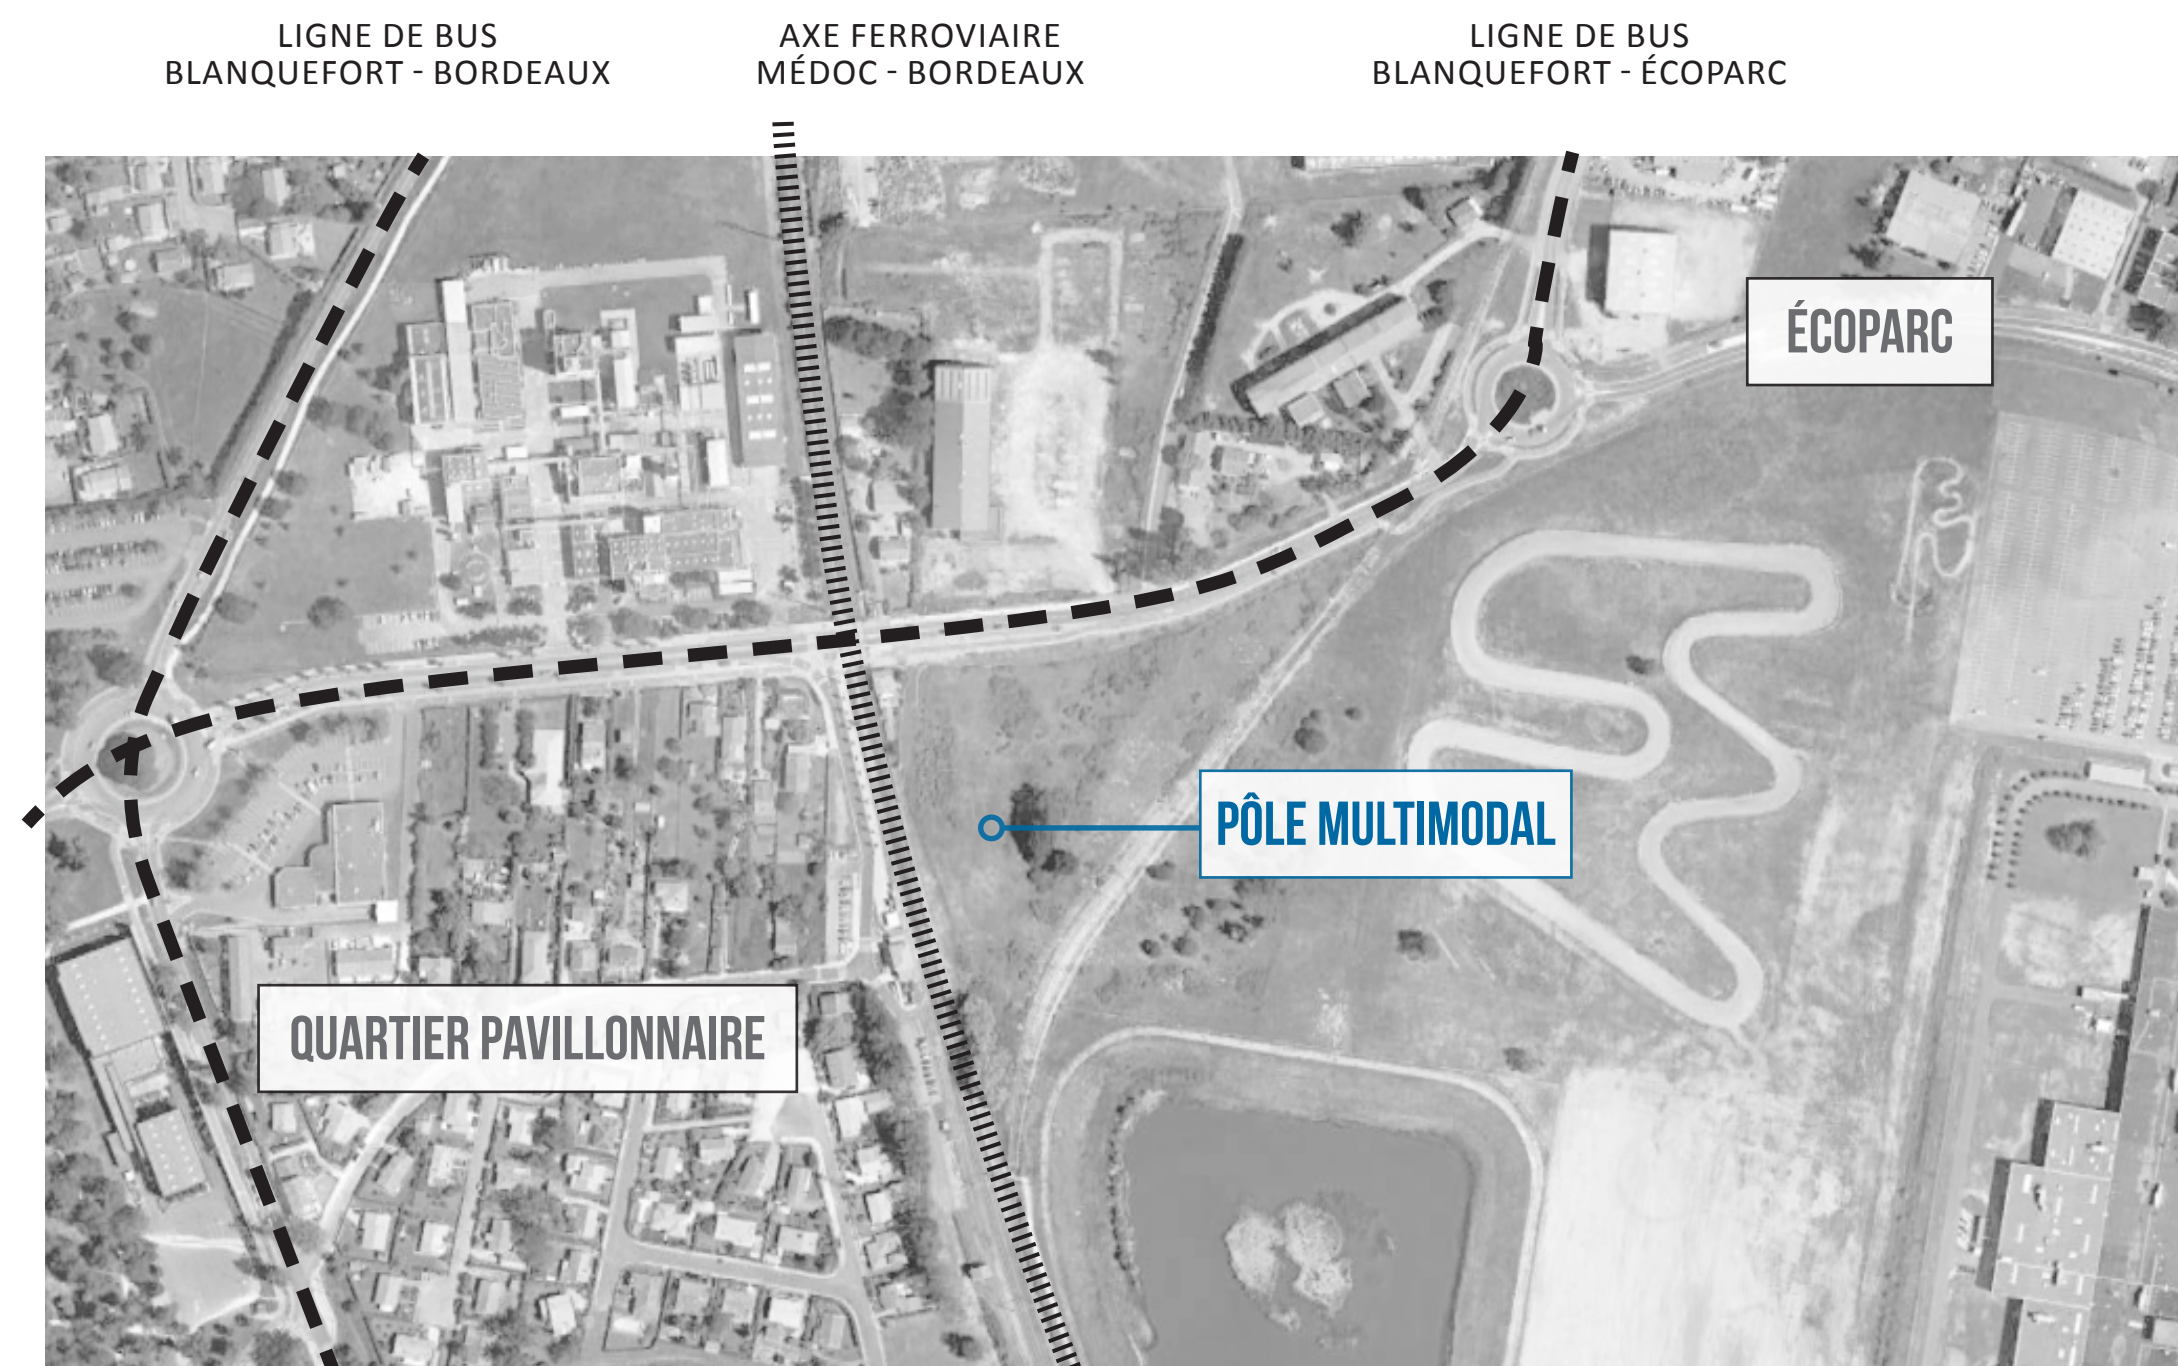 LIGNE DE BUS
BLANQUEFORT - BORDEAUX
AXE FERROVIAIRE
MÉDOC - BORDEAUX
LIGNE DE BUS
BLANQUEFORT - ÉCOPARC
ÉCOPARC
PÔLE MULTIMODAL
QUARTIER PAVILLONNAIRE